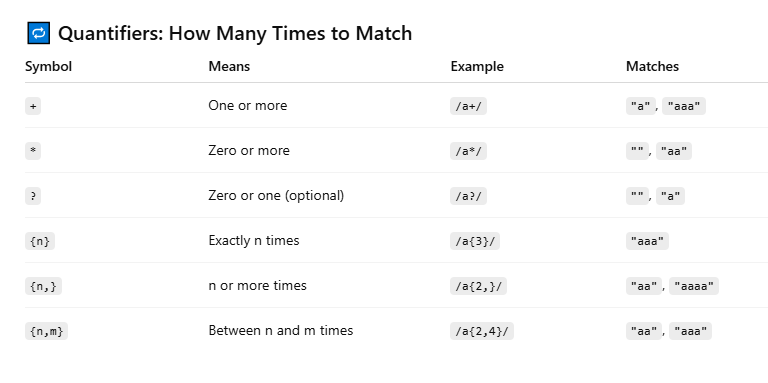 🔁 Quantifiers: How Many Times to Match
Symbol Means Example Matches
+ One or more /a+/ "a", "aaa"
* Zero or more /a*/ "", "aa"
? Zero or one (optional) /a?/ "", "a"
{n} Exactly n times /a{3}/ "aaa"
{n,} n or more times /a{2,}/ "aa", "aaaa"
{n,m} Between n and m times /a{2,4}/ "aa", "aaa"